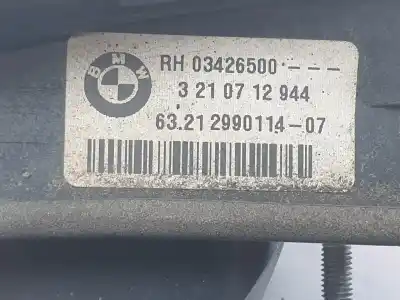 BMW
RH 03426500 - - -
3 21 07 12 944
63.21 2990114-07